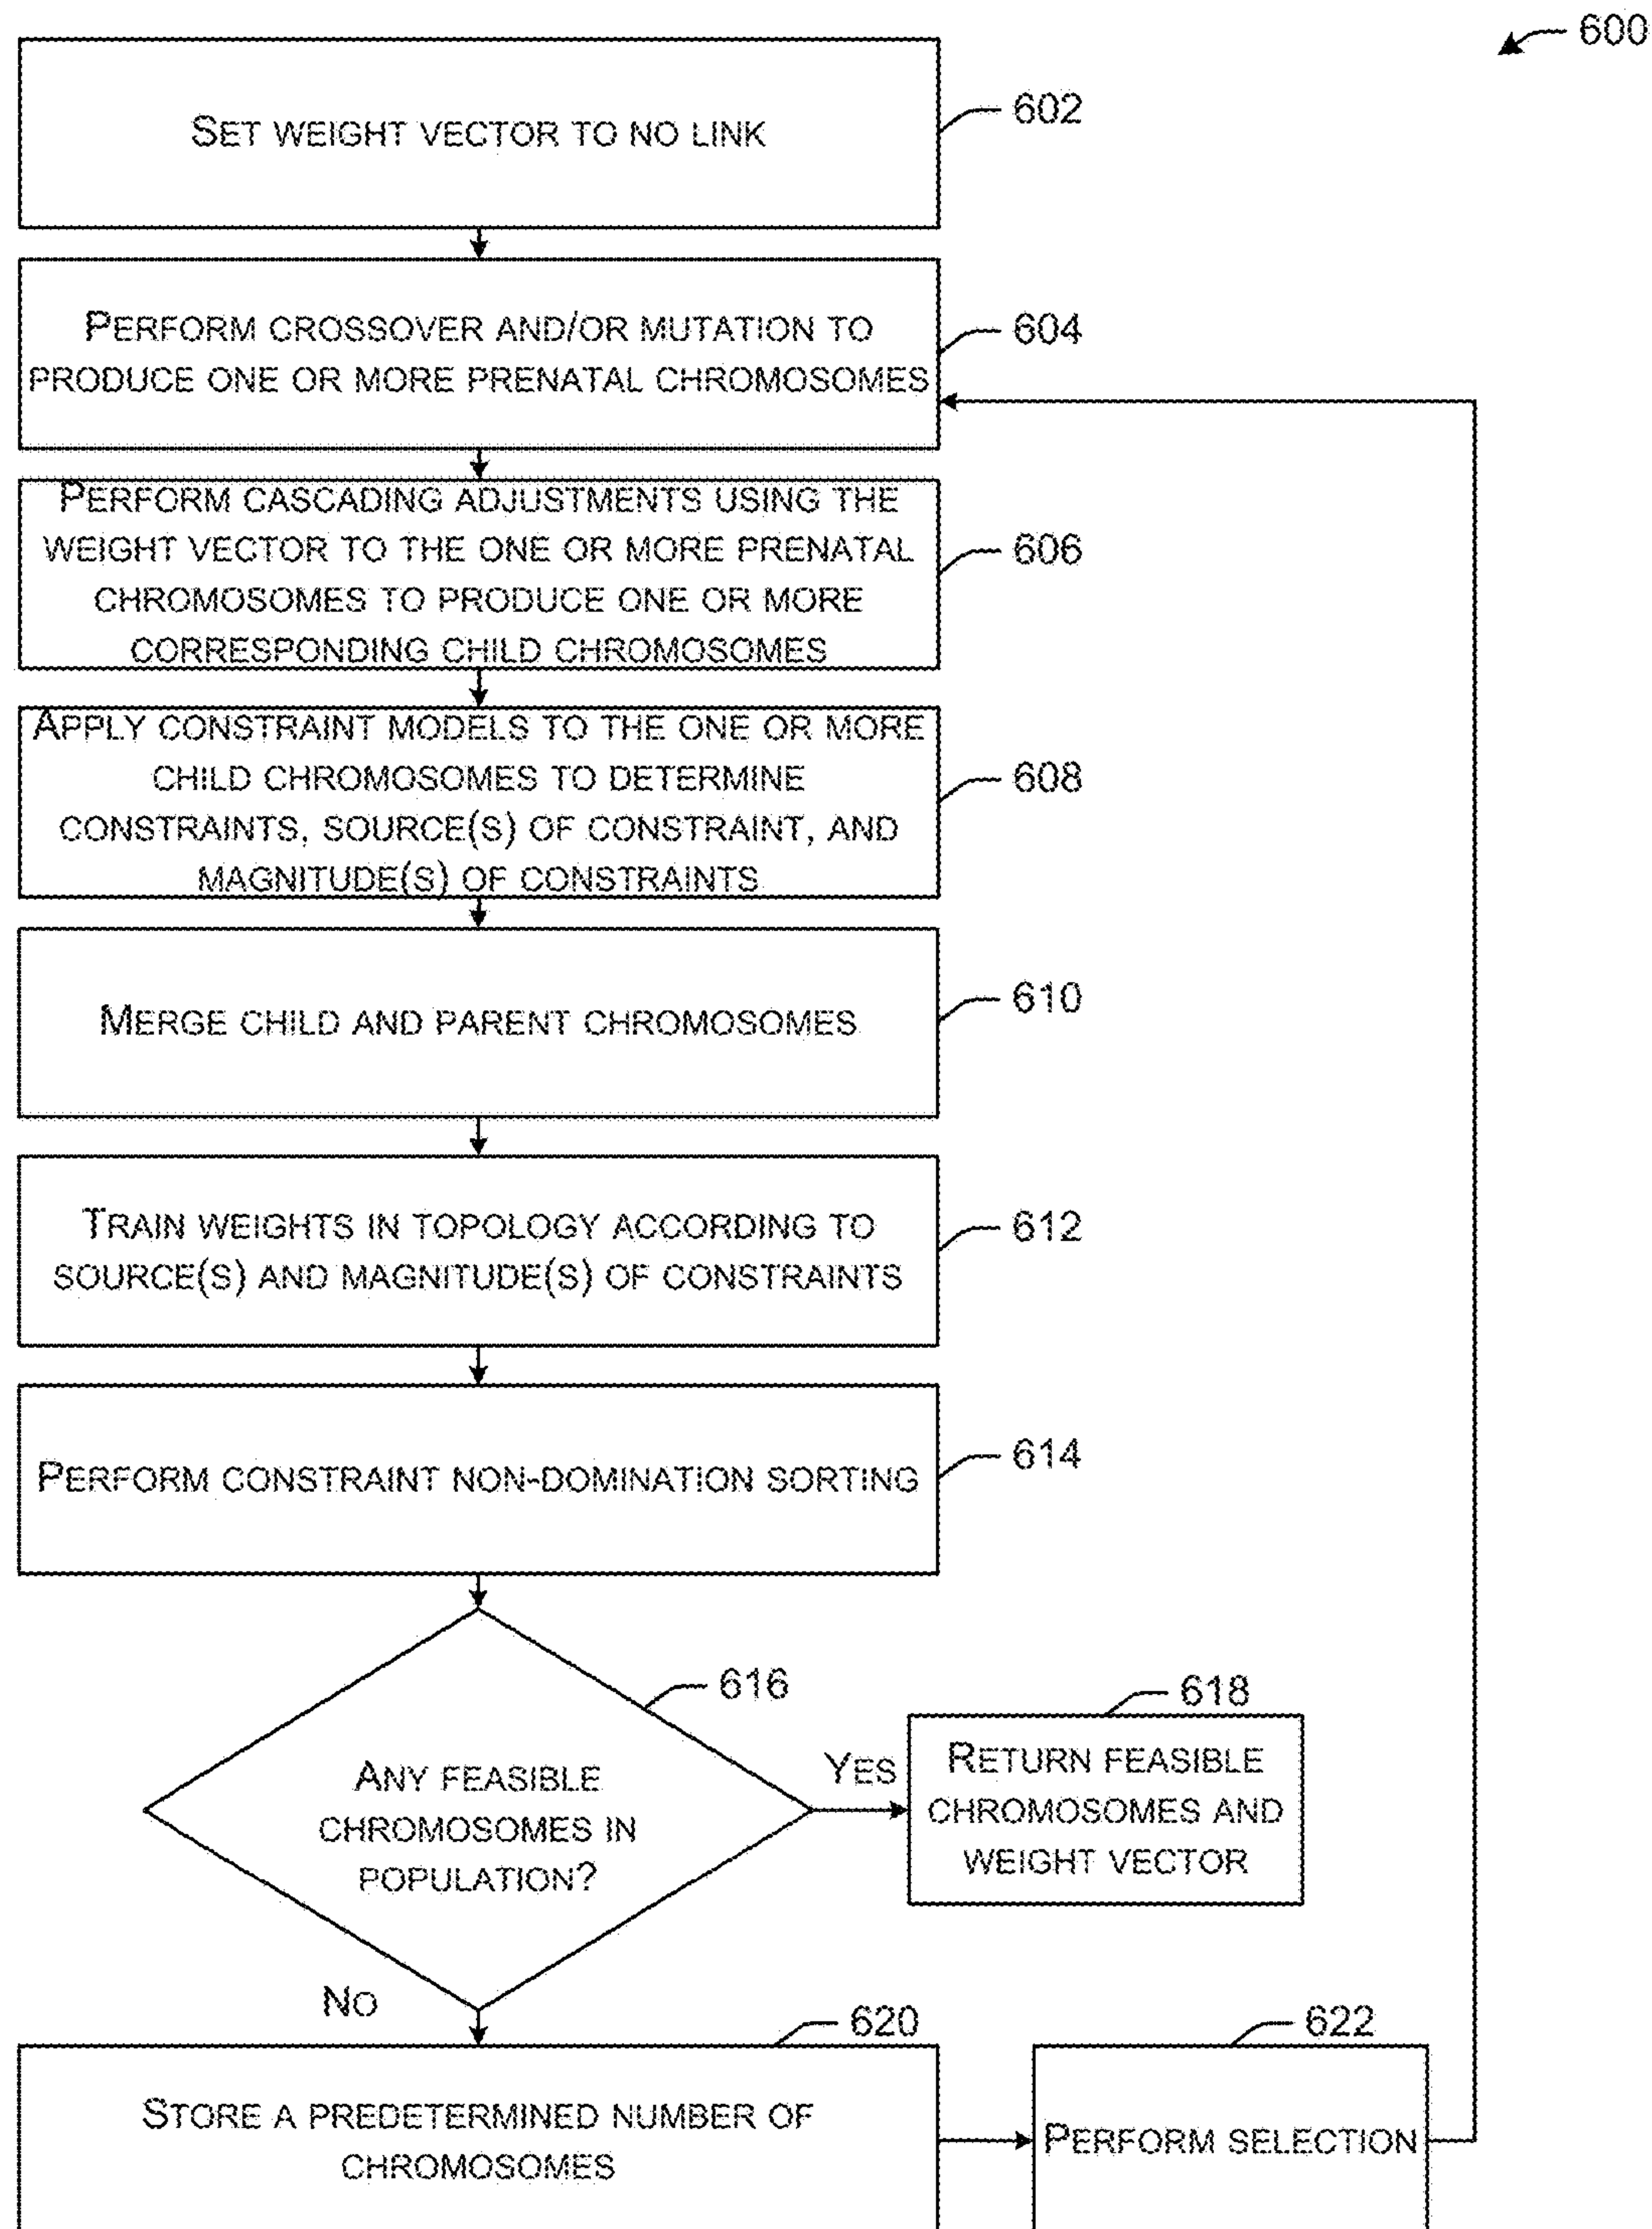 600
SET WEIGHT VECTOR TO NO LINK
602
PERFORM CROSSOVER AND/OR MUTATION TO
PRODUCE ONE OR MORE PRENATAL CHROMOSOMES
604
PERFORM CASCADING ADJUSTMENTS USING THE
WEIGHT VECTOR TO THE ONE OR MORE PRENATAL
CHROMOSOMES TO PRODUCE ONE OR MORE
CORRESPONDING CHILD CHROMOSOMES
606
APPLY CONSTRAINT MODELS TO THE ONE OR MORE
CHILD CHROMOSOMES TO DETERMINE
CONSTRAINTS, SOURCE(S) OF CONSTRAINT, AND
MAGNITUDE(S) OF CONSTRAINTS
608
MERGE CHILD AND PARENT CHROMOSOMES
610
TRAIN WEIGHTS IN TOPOLOGY ACCORDING TO
SOURCE(S) AND MAGNITUDE(S) OF CONSTRAINTS
612
PERFORM CONSTRAINT NON-DOMINATION SORTING
614
ANY FEASIBLE
CHROMOSOMES IN
POPULATION?
616
YES
618
RETURN FEASIBLE
CHROMOSOMES AND
WEIGHT VECTOR
NO
620
STORE A PREDETERMINED NUMBER OF
CHROMOSOMES
622
PERFORM SELECTION